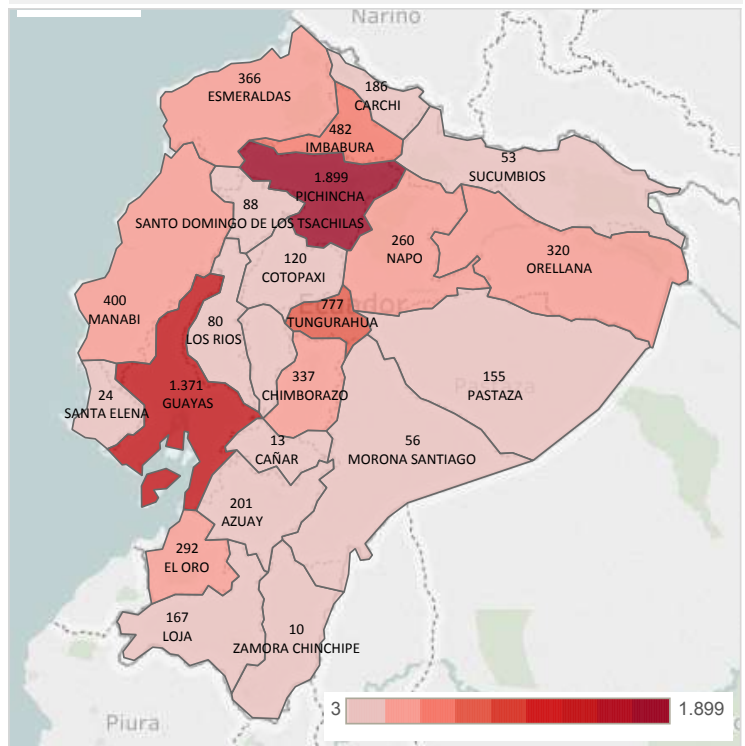 Nariño
366
ESMERALDAS
186
CARCHI
482
IMBABURA
53
SUCUMBIOS
1.899
PICHINCHA
88
SANTO DOMINGO DE LOS TSACHILAS
260
NAPO
320
ORELLANA
120
COTOPAXI
Ecuador
400
MANABI
777
TUNGURAHUA
80
LOS RIOS
337
CHIMBORAZO
155
PASTAZA
Pastaza
24
SANTA ELENA
1.371
GUAYAS
13
CAÑAR
56
MORONA SANTIAGO
201
AZUAY
292
EL ORO
167
LOJA
10
ZAMORA CHINCHIPE
3
1.899
Piura